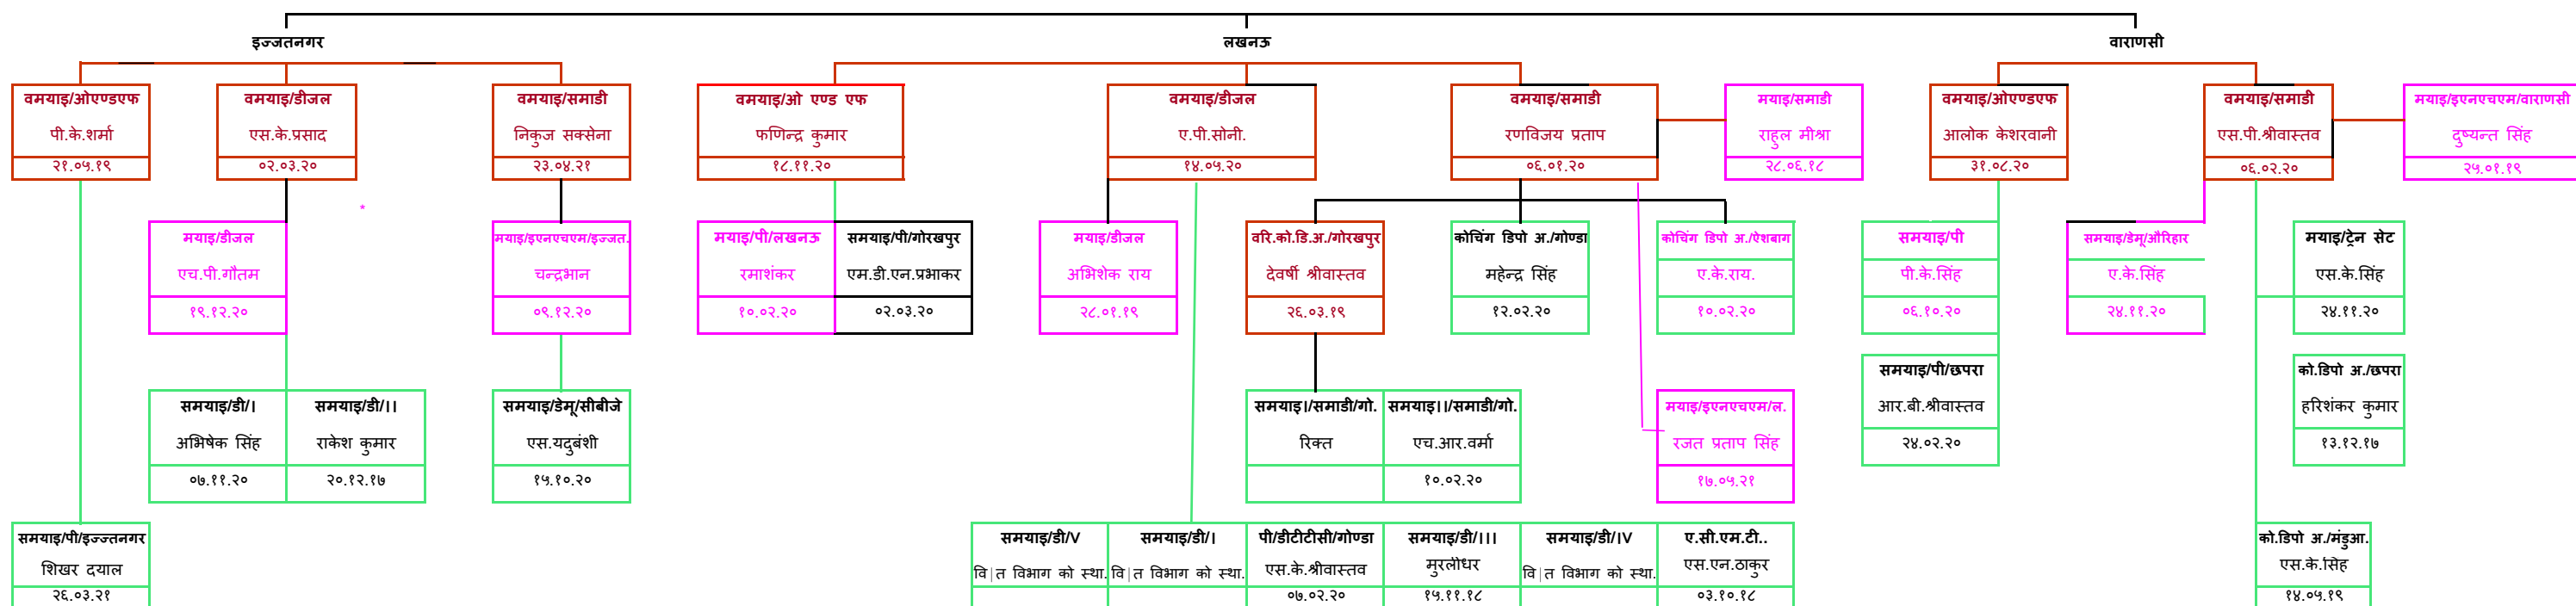 इज्जतनगर
लखनऊ
वाराणसी
वमयाइ/ओएण्डएफ
पी.के.शर्मा
२१.०५.१९
वमयाइ/डीजल
एस.के.प्रसाद
०२.०३.२०
वमयाइ/समाडी
निकुज सक्सेना
२३.०४.२१
वमयाइ/ओ एण्ड एफ
फणिन्द्र कुमार
१८.११.२०
वमयाइ/डीजल
ए.पी.सोनी.
१४.०५.२०
वमयाइ/समाडी
रणविजय प्रताप
०६.०१.२०
मयाइ/समाडी
राहुल मीश्रा
२८.०६.१८
वमयाइ/ओएण्डएफ
आलोक केशरवानी
३१.०८.२०
वमयाइ/समाडी
एस.पी.श्रीवास्तव
०६.०२.२०
मयाइ/इएनएचएम/वाराणसी
दुष्यन्त सिंह
२५.०१.१९
*
मयाइ/डीजल
एच.पी.गौतम
१९.१२.२०
मयाइ/इएनएचएम/इज्जत.
चन्द्रभान
०९.१२.२०
मयाइ/पी/लखनऊ
रमाशंकर
१०.०२.२०
समयाइ/पी/गोरखपुर
एम.डी.एन.प्रभाकर
०२.०३.२०
मयाइ/डीजल
अभिशेक राय
२८.०१.१९
वरि.को.डि.अ./गोरखपुर
देवर्षी श्रीवास्तव
२६.०३.१९
कोचिंग डिपो अ./गोण्डा
महेन्द्र सिंह
१२.०२.२०
कोचिंग डिपो अ./ऐशबाग
ए.के.राय.
१०.०२.२०
समयाइ/पी
पी.के.सिंह
०६.१०.२०
समयाइ/डेमू/औरिहार
ए.के.सिंह
२४.११.२०
मयाइ/ट्रेन सेट
एस.के.सिंह
२४.११.२०
समयाइ/पी/छपरा
आर.बी.श्रीवास्तव
२४.०२.२०
को.डिपो अ./छपरा
हरिशंकर कुमार
१३.१२.१७
समयाइ/डी/।
अभिषेक सिंह
०७.११.२०
समयाइ/डी/।।
राकेश कुमार
२०.१२.१७
समयाइ/डेमू/सीबीजे
एस.यदुबंशी
१५.१०.२०
समयाइ।/समाडी/गो.
रिक्त
समयाइ।।/समाडी/गो.
एच.आर.वर्मा
१०.०२.२०
मयाइ/इएनएचएम/ल.
रजत प्रताप सिंह
१७.०५.२१
समयाइ/पी/इज्ज्तनगर
शिखर दयाल
२६.०३.२१
समयाइ/डी/V
वि|त विभाग को स्था.
समयाइ/डी/।
वि|त विभाग को स्था.
पी/डीटीटीसी/गोण्डा
एस.के.श्रीवास्तव
०७.०२.२०
समयाइ/डी/।।।
मुरलीधर
१५.११.१८
समयाइ/डी/।V
वि|त विभाग को स्था.
ए.सी.एम.टी..
एस.एन.ठाकुर
०३.१०.१८
को.डिपो अ./मंडुआ.
एस.के.सिंह
१४.०५.१९